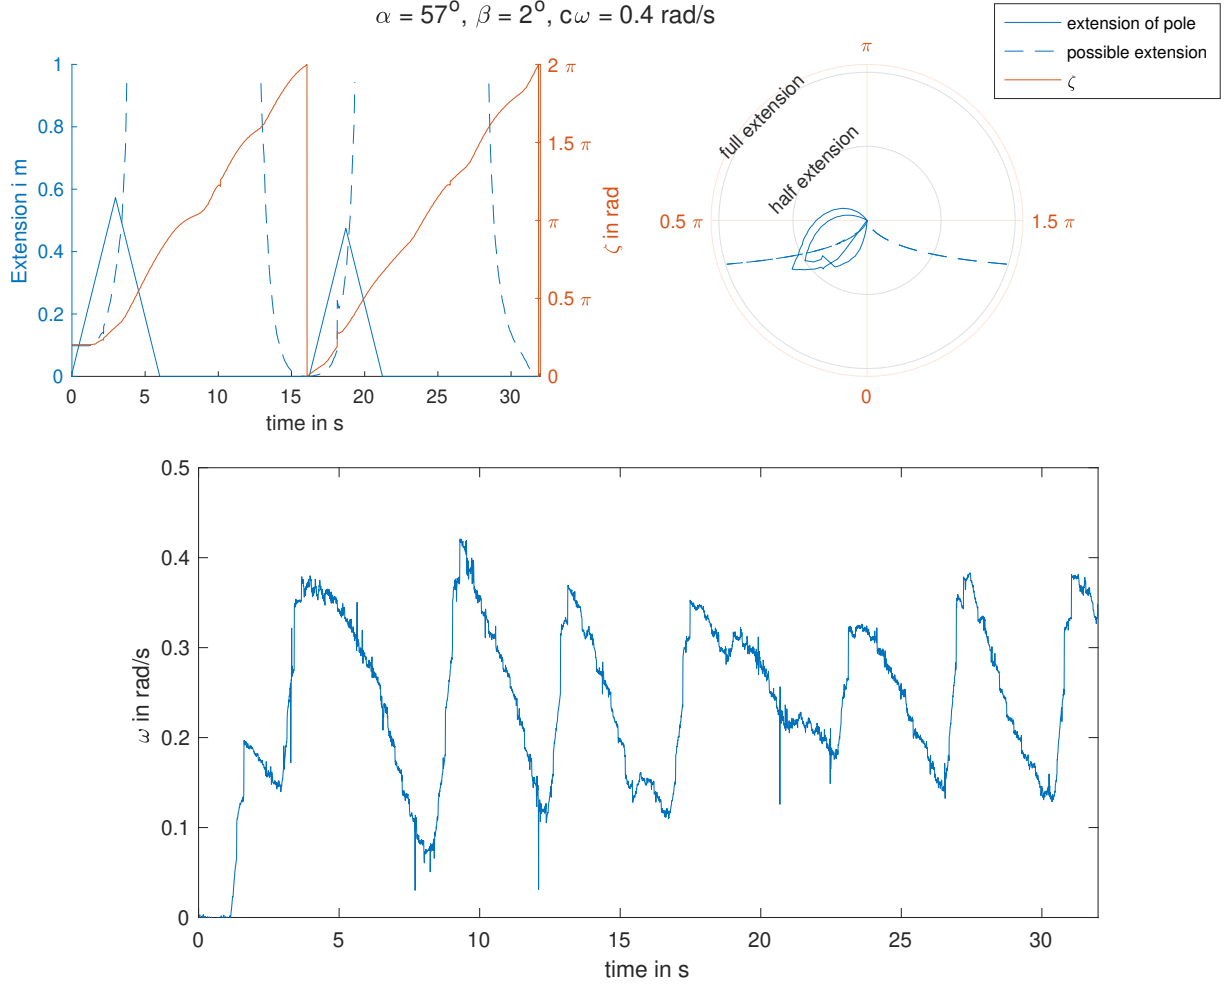 α = 57°, β = 2°, cω = 0.4 rad/s
extension of pole
possible extension
ζ
1
0.8
0.6
0.4
0.2
0
Extension i m
0 5 10 15 20 25 30
time in s
2 π
1.5 π
π
0.5 π
0
ζ in rad
π
full extension
half extension
0.5 π
1.5 π
0
0.5
0.4
0.3
0.2
0.1
0
ω in rad/s
0 5 10 15 20 25 30
time in s